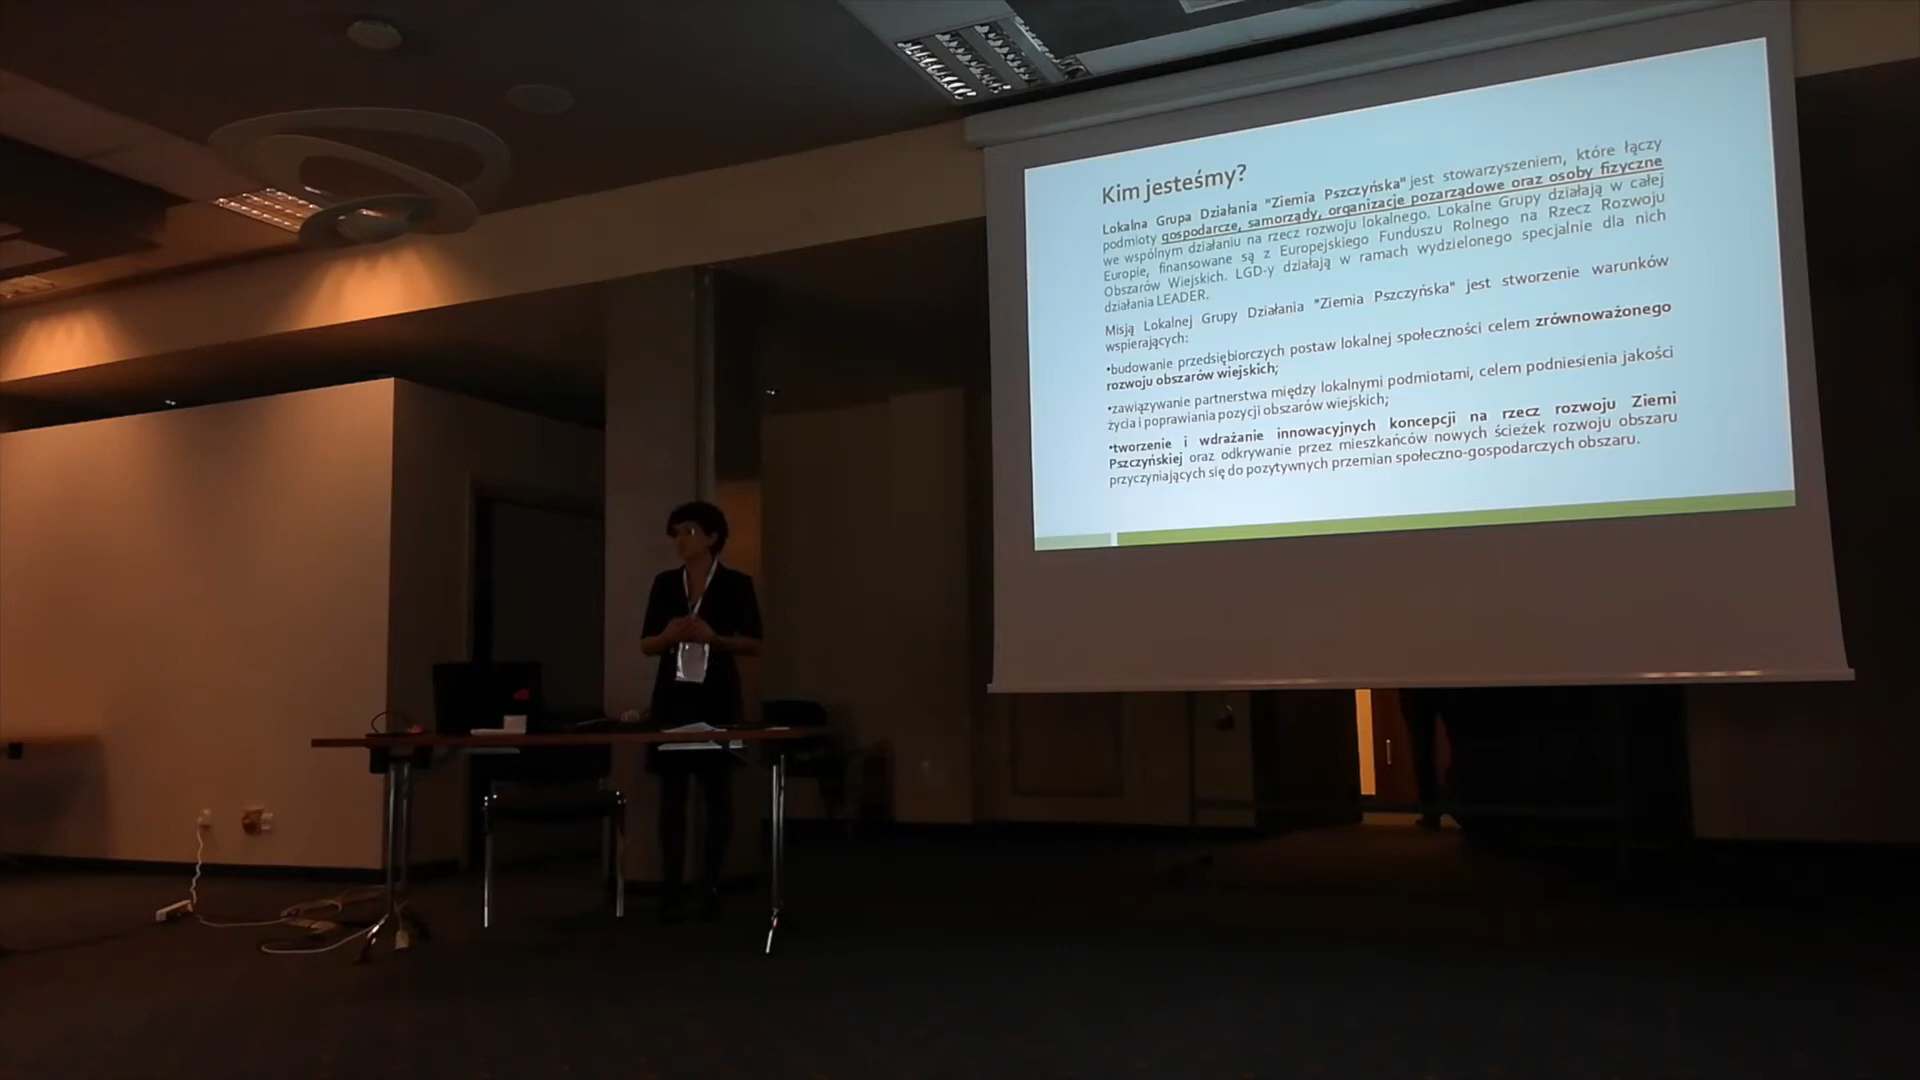 Kim jesteśmy?
Lokalna Grupa Działania "Ziemia Pszczyńska" jest stowarzyszeniem, które łączy
podmioty gospodarcze, samorządy, organizacje pozarządowe oraz osoby fizyczne
we wspólnym działaniu na rzecz rozwoju lokalnego. Lokalne Grupy działają w całej
Europie, finansowane są z Europejskiego Funduszu Rolnego na Rzecz Rozwoju
Obszarów Wiejskich. LGD-y działają w ramach wydzielonego specjalnie dla nich
działania LEADER.
Misją Lokalnej Grupy Działania "Ziemia Pszczyńska" jest stworzenie warunków
wspierających:
•budowanie przedsiębiorczych postaw lokalnej społeczności celem zrównoważonego
rozwoju obszarów wiejskich;
•zawiązywanie partnerstwa między lokalnymi podmiotami, celem podniesienia jakości
życia i poprawiania pozycji obszarów wiejskich;
•tworzenie i wdrażanie innowacyjnych koncepcji na rzecz rozwoju Ziemi
Pszczyńskiej oraz odkrywanie przez mieszkańców nowych ścieżek rozwoju obszaru
przyczyniających się do pozytywnych przemian społeczno-gospodarczych obszaru.